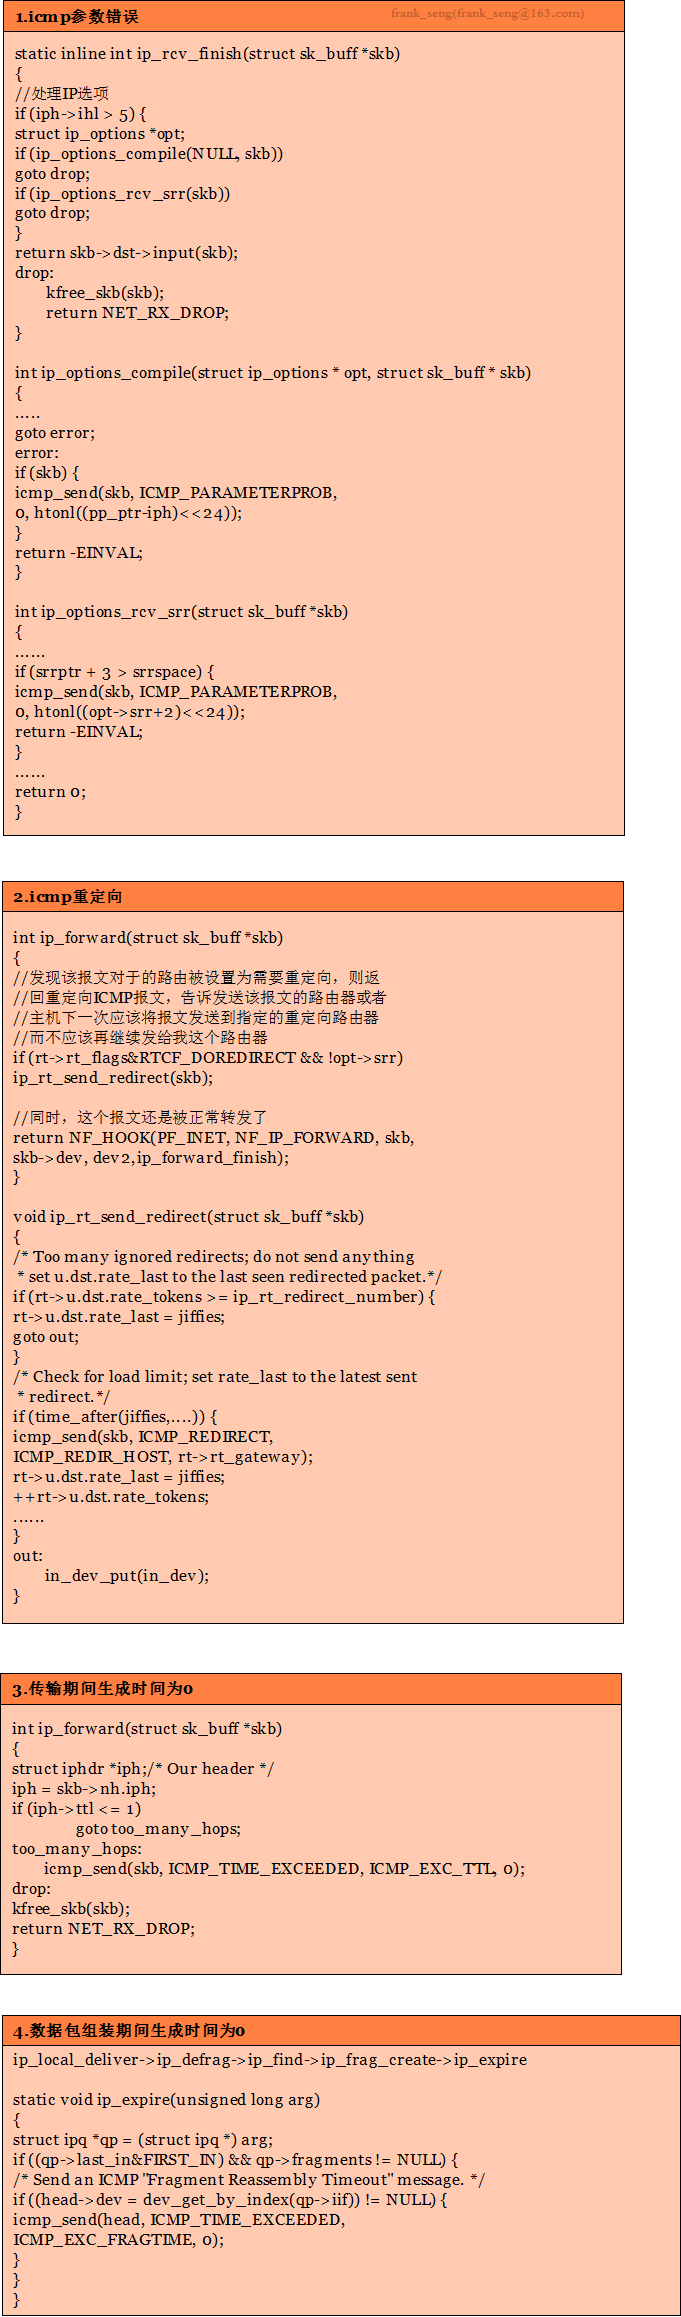 1.icmp参数错误
frank_seng(frank_seng@163.com)
static inline int ip_rcv_finish(struct sk_buff *skb)
{
//处理IP选项
if (iph->ihl > 5) {
struct ip_options *opt;
if (ip_options_compile(NULL, skb))
goto drop;
if (ip_options_rcv_srr(skb))
goto drop;
}
return skb->dst->input(skb);
drop:
kfree_skb(skb);
return NET_RX_DROP;
}
int ip_options_compile(struct ip_options * opt, struct sk_buff * skb)
{
.....
goto error;
error:
if (skb) {
icmp_send(skb, ICMP_PARAMETERPROB,
0, htonl((pp_ptr-iph)<<24));
}
return -EINVAL;
}
int ip_options_rcv_srr(struct sk_buff *skb)
{
......
if (srrptr + 3 > srrspace) {
icmp_send(skb, ICMP_PARAMETERPROB,
0, htonl((opt->srr+2)<<24));
return -EINVAL;
}
......
return 0;
}
2.icmp重定向
int ip_forward(struct sk_buff *skb)
{
//发现该报文对于的路由被设置为需要重定向，则返
//回重定向ICMP报文，告诉发送该报文的路由器或者
//主机下一次应该将报文发送到指定的重定向路由器
//而不应该再继续发给我这个路由器
if (rt->rt_flags&RTCF_DOREDIRECT && !opt->srr)
ip_rt_send_redirect(skb);
//同时，这个报文还是被正常转发了
return NF_HOOK(PF_INET, NF_IP_FORWARD, skb,
skb->dev, dev2,ip_forward_finish);
}
void ip_rt_send_redirect(struct sk_buff *skb)
{
/* Too many ignored redirects; do not send anything
* set u.dst.rate_last to the last seen redirected packet.*/
if (rt->u.dst.rate_tokens >= ip_rt_redirect_number) {
rt->u.dst.rate_last = jiffies;
goto out;
}
/* Check for load limit; set rate_last to the latest sent
* redirect.*/
if (time_after(jiffies,....)) {
icmp_send(skb, ICMP_REDIRECT,
ICMP_REDIR_HOST, rt->rt_gateway);
rt->u.dst.rate_last = jiffies;
++rt->u.dst.rate_tokens;
......
}
out:
in_dev_put(in_dev);
}
3.传输期间生成时间为0
int ip_forward(struct sk_buff *skb)
{
struct iphdr *iph;/* Our header */
iph = skb->nh.iph;
if (iph->ttl <= 1)
goto too_many_hops;
too_many_hops:
icmp_send(skb, ICMP_TIME_EXCEEDED, ICMP_EXC_TTL, 0);
drop:
kfree_skb(skb);
return NET_RX_DROP;
}
4.数据包组装期间生成时间为0
ip_local_deliver->ip_defrag->ip_find->ip_frag_create->ip_expire
static void ip_expire(unsigned long arg)
{
struct ipq *qp = (struct ipq *) arg;
if ((qp->last_in&FIRST_IN) && qp->fragments != NULL) {
/* Send an ICMP "Fragment Reassembly Timeout" message. */
if ((head->dev = dev_get_by_index(qp->iif)) != NULL) {
icmp_send(head, ICMP_TIME_EXCEEDED,
ICMP_EXC_FRAGTIME, 0);
}
}
}